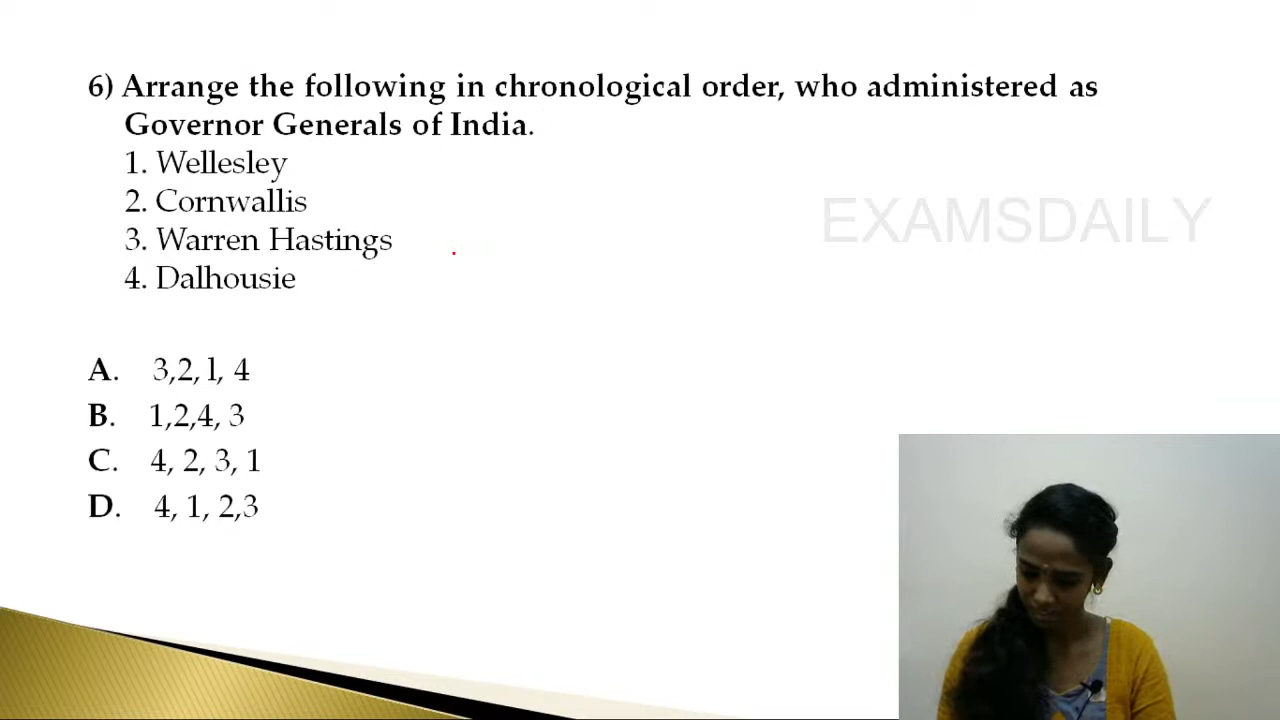 6) Arrange the following in chronological order, who administered as
Governor Generals of India.
1. Wellesley
2. Cornwallis
3. Warren Hastings
4. Dalhousie
EXAMSDAILY
A. 3,2, l, 4
B. 1,2,4, 3
C. 4, 2, 3, 1
D. 4, 1, 2,3